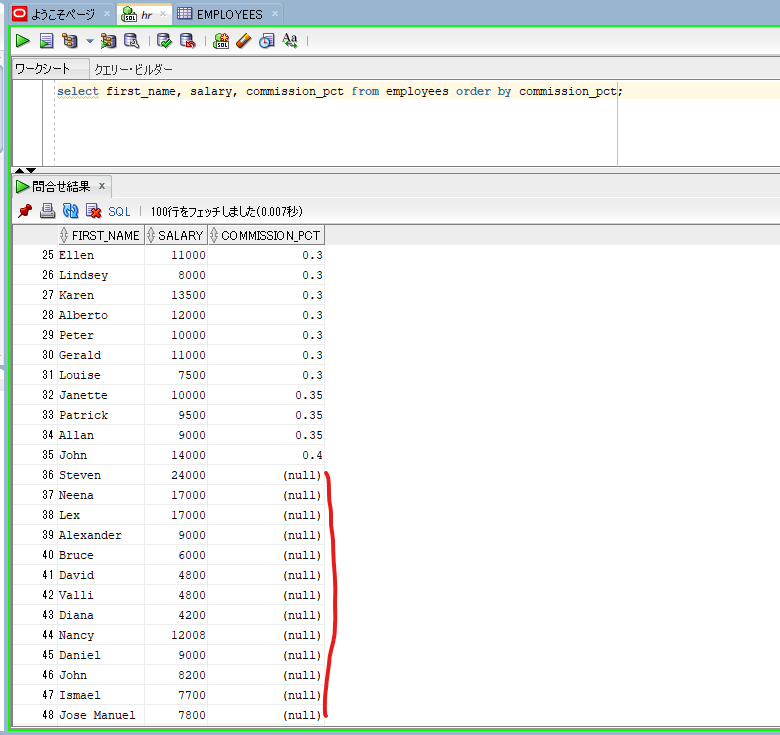 ようこそページ hr EMPLOYEES
ワークシート クエリー・ビルダー
select first_name, salary, commission_pct from employees order by commission_pct;
問合せ結果 x
SQL | 100行をフェッチしました(0.007秒)
FIRST_NAME SALARY COMMISSION_PCT
25 Ellen 11000 0.3
26 Lindsey 8000 0.3
27 Karen 13500 0.3
28 Alberto 12000 0.3
29 Peter 10000 0.3
30 Gerald 11000 0.3
31 Louise 7500 0.3
32 Janette 10000 0.35
33 Patrick 9500 0.35
34 Allan 9000 0.35
35 John 14000 0.4
36 Steven 24000 (null)
37 Neena 17000 (null)
38 Lex 17000 (null)
39 Alexander 9000 (null)
40 Bruce 6000 (null)
41 David 4800 (null)
42 Valli 4800 (null)
43 Diana 4200 (null)
44 Nancy 12008 (null)
45 Daniel 9000 (null)
46 John 8200 (null)
47 Ismael 7700 (null)
48 Jose Manuel 7800 (null)